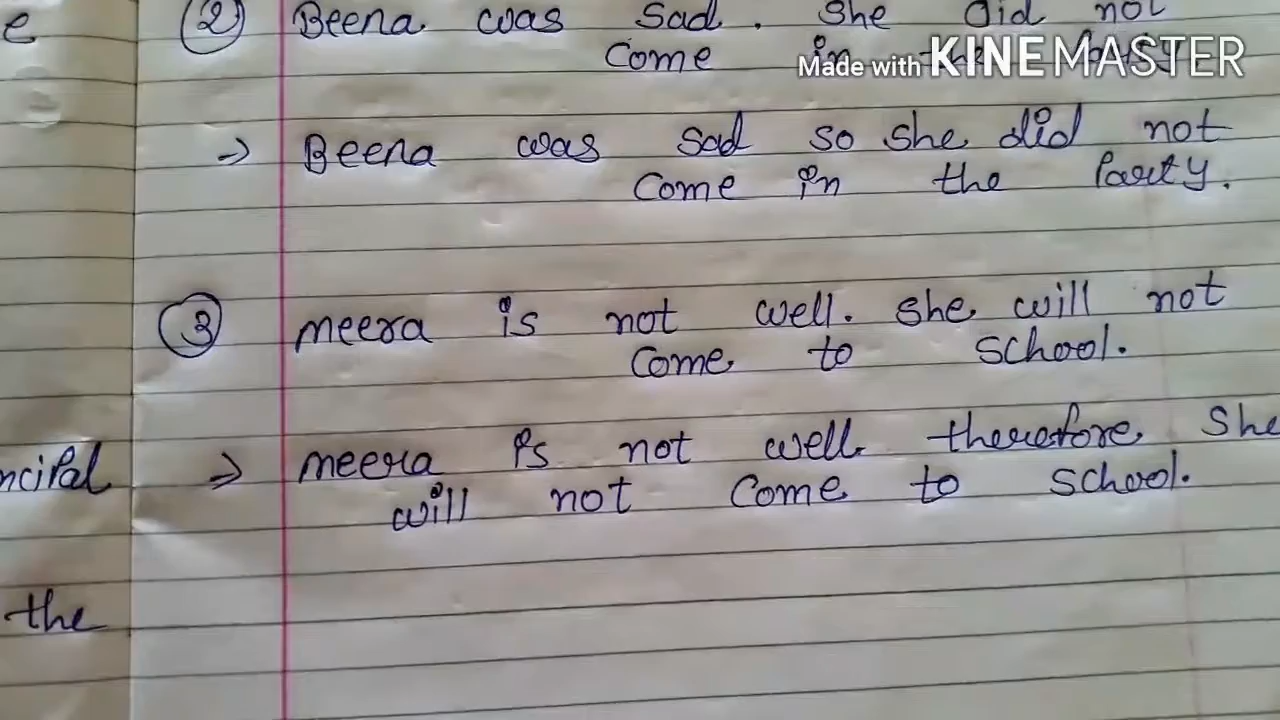 e
② Beena was sad. She did not
come in
Made with KINEMASTER
→ Beena was sad so she did not
come in the Party.
③ meera is not well. She will not
come to school.
ncipal
⇒ meera is not well therefore she
will not come to school.
the